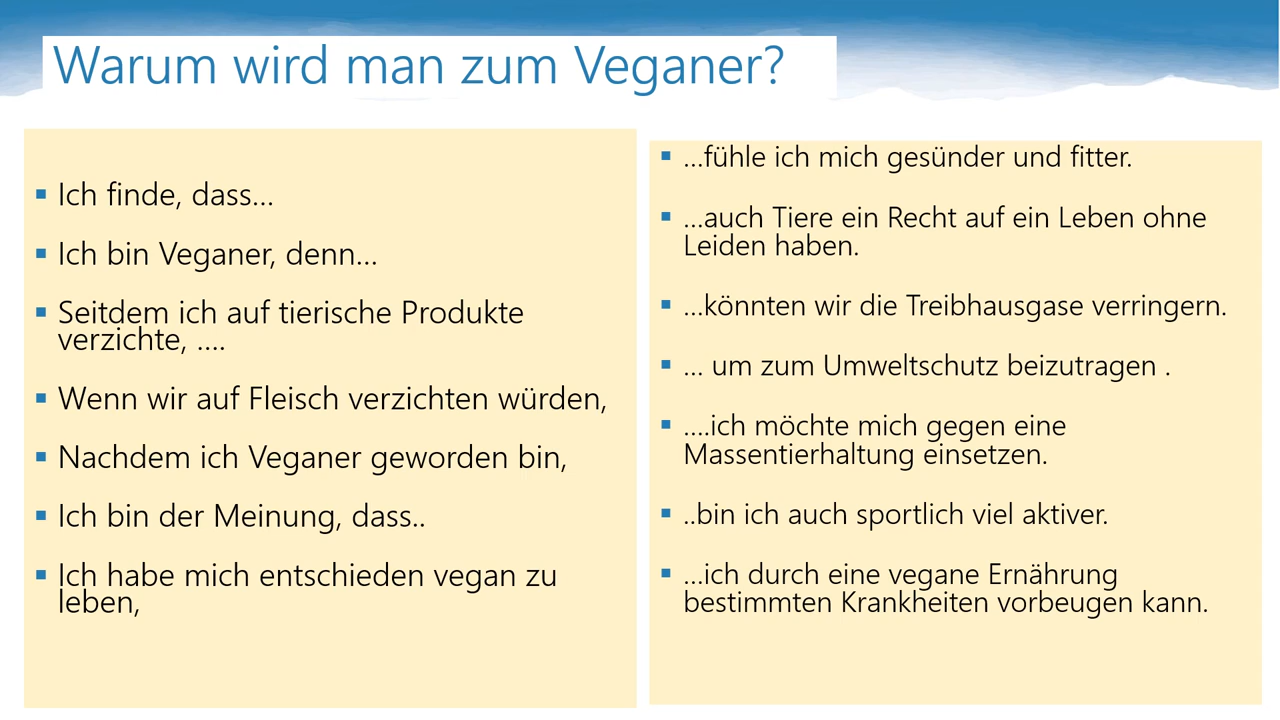 Warum wird man zum Veganer?
▪ Ich finde, dass...
▪ Ich bin Veganer, denn...
▪ Seitdem ich auf tierische Produkte
verzichte, ....
▪ Wenn wir auf Fleisch verzichten würden,
▪ Nachdem ich Veganer geworden bin,
▪ Ich bin der Meinung, dass..
▪ Ich habe mich entschieden vegan zu
leben,
▪ ...fühle ich mich gesünder und fitter.
▪ ...auch Tiere ein Recht auf ein Leben ohne
Leiden haben.
▪ ...könnten wir die Treibhausgase verringern.
▪ ... um zum Umweltschutz beizutragen .
▪ ....ich möchte mich gegen eine
Massentierhaltung einsetzen.
▪ ..bin ich auch sportlich viel aktiver.
▪ ...ich durch eine vegane Ernährung
bestimmten Krankheiten vorbeugen kann.